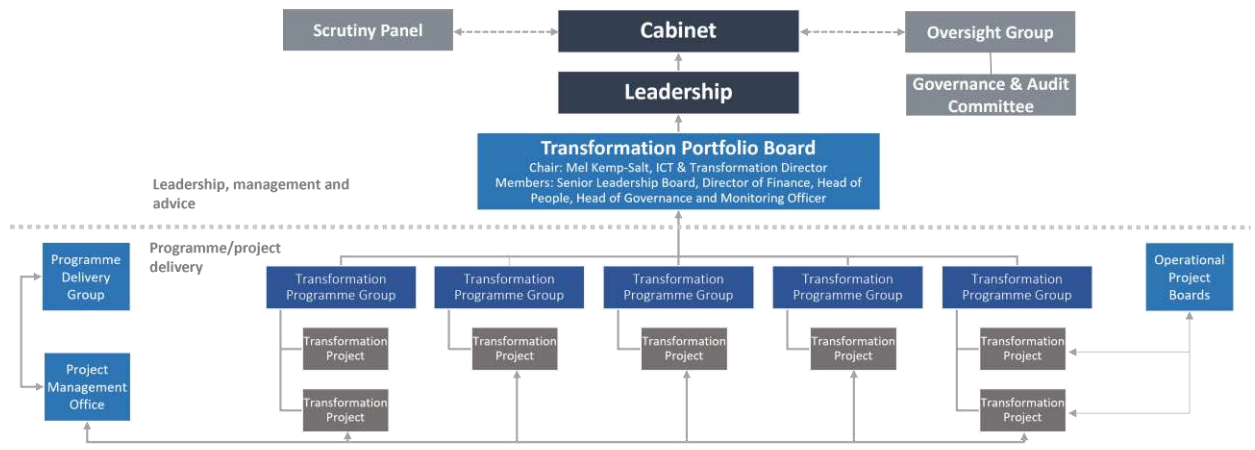 Scrutiny Panel
Cabinet
Oversight Group
Leadership
Governance & Audit
Committee
Transformation Portfolio Board
Chair: Mel Kemp-Salt, ICT & Transformation Director
Members: Senior Leadership Board, Director of Finance, Head of
People, Head of Governance and Monitoring Officer
Leadership, management and
advice
Programme/project
delivery
Programme
Delivery
Group
Transformation
Programme Group
Transformation
Programme Group
Transformation
Programme Group
Transformation
Programme Group
Transformation
Programme Group
Operational
Project
Boards
Transformation
Project
Transformation
Project
Transformation
Project
Transformation
Project
Transformation
Project
Project
Management
Office
Transformation
Project
Transformation
Project